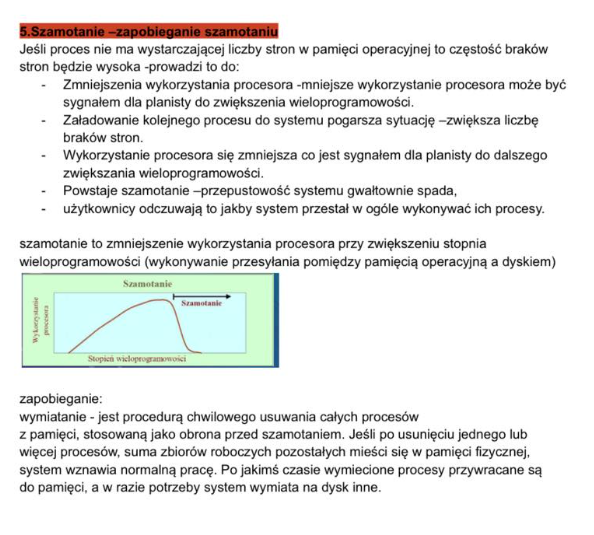 5.Szamotanie –zapobieganie szamotaniu
Jeśli proces nie ma wystarczającej liczby stron w pamięci operacyjnej to częstość braków
stron będzie wysoka -prowadzi to do:
- Zmniejszenia wykorzystania procesora -mniejsze wykorzystanie procesora może być
sygnałem dla planisty do zwiększenia wieloprogramowości.
- Załadowanie kolejnego procesu do systemu pogarsza sytuację –zwiększa liczbę
braków stron.
- Wykorzystanie procesora się zmniejsza co jest sygnałem dla planisty do dalszego
zwiększania wieloprogramowości.
- Powstaje szamotanie –przepustowość systemu gwałtownie spada,
- użytkownicy odczuwają to jakby system przestał w ogóle wykonywać ich procesy.
szamotanie to zmniejszenie wykorzystania procesora przy zwiększeniu stopnia
wieloprogramowości (wykonywanie przesyłania pomiędzy pamięcią operacyjną a dyskiem)
Szamotanie
Szamotanie
Wykorzystanie
procesora
Stopień wieloprogramowości
zapobieganie:
wymiatanie - jest procedurą chwilowego usuwania całych procesów
z pamięci, stosowaną jako obrona przed szamotaniem. Jeśli po usunięciu jednego lub
więcej procesów, suma zbiorów roboczych pozostałych mieści się w pamięci fizycznej,
system wznawia normalną pracę. Po jakimś czasie wymiecione procesy przywracane są
do pamięci, a w razie potrzeby system wymiata na dysk inne.